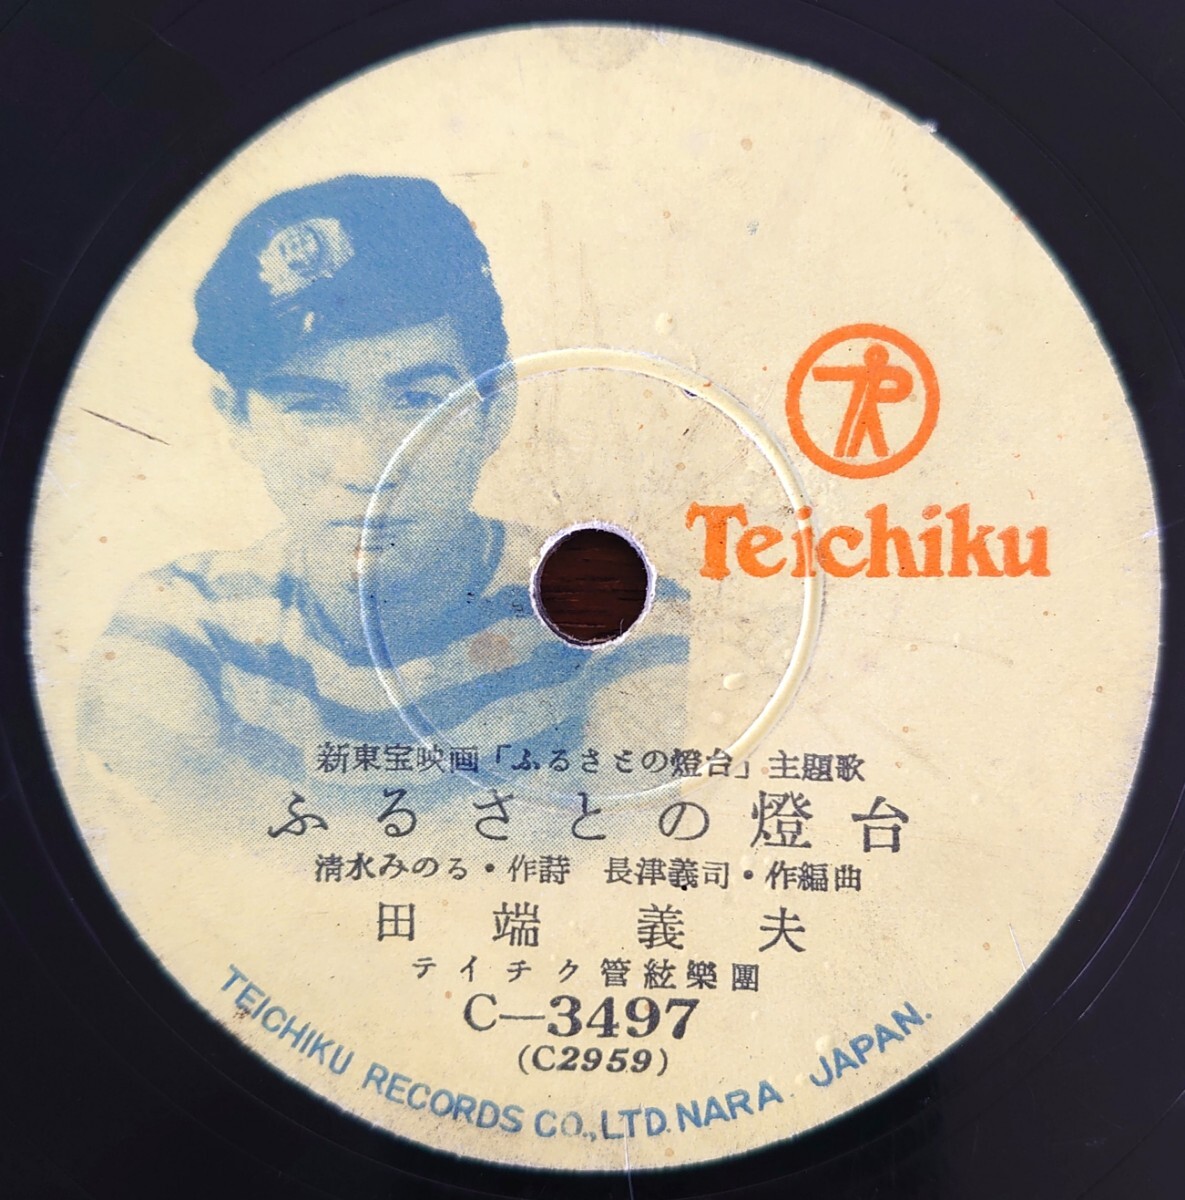 Teichiku
新東宝映画「ふるさとの燈台」主題歌
ふるさとの燈台
清水みのる・作詩 長津義司・作編曲
田端義夫
テイチク管絃樂團
C-3497
(C2959)
TEICHIKU RECORDS CO.,LTD. NARA JAPAN.